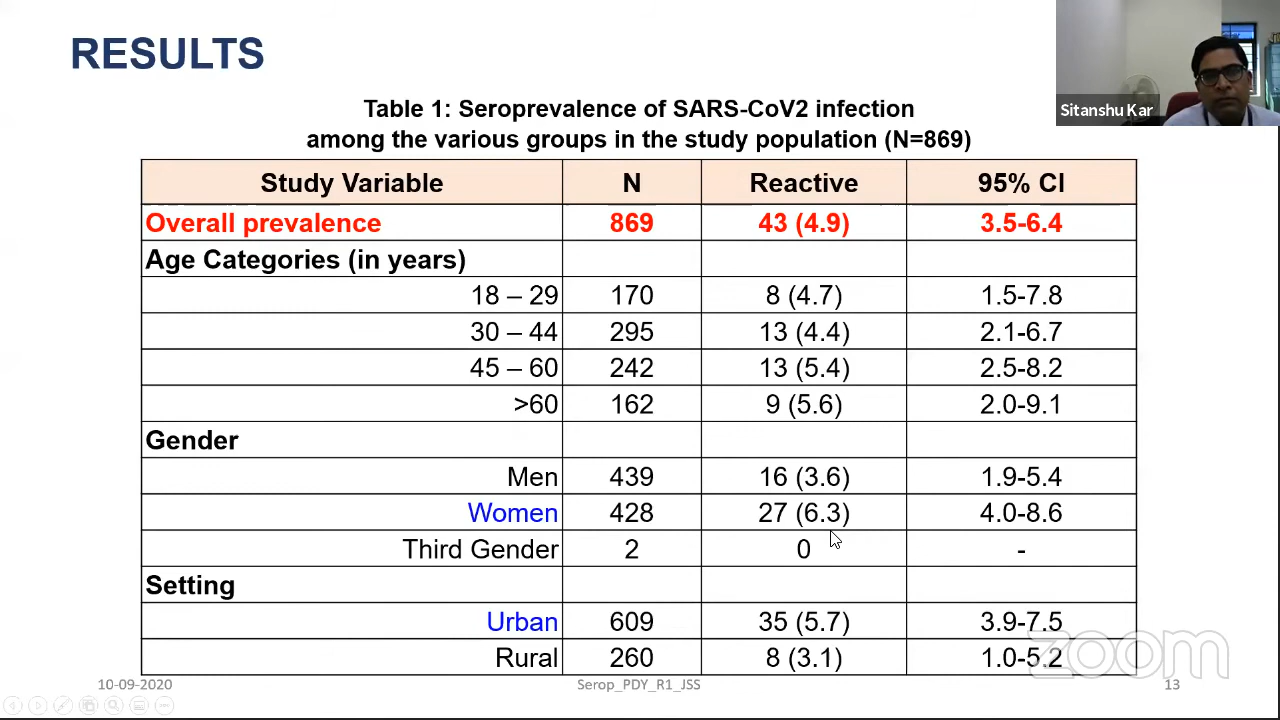 RESULTS
Sitanshu Kar
Table 1: Seroprevalence of SARS-CoV2 infection
among the various groups in the study population (N=869)
Study Variable N Reactive 95% CI
Overall prevalence 869 43 (4.9) 3.5-6.4
Age Categories (in years)
18 – 29 170 8 (4.7) 1.5-7.8
30 – 44 295 13 (4.4) 2.1-6.7
45 – 60 242 13 (5.4) 2.5-8.2
>60 162 9 (5.6) 2.0-9.1
Gender
Men 439 16 (3.6) 1.9-5.4
Women 428 27 (6.3) 4.0-8.6
Third Gender 2 0 -
Setting
Urban 609 35 (5.7) 3.9-7.5
Rural 260 8 (3.1) 1.0-5.2
zoom
10-09-2020 Serop_PDY_R1_JSS 13